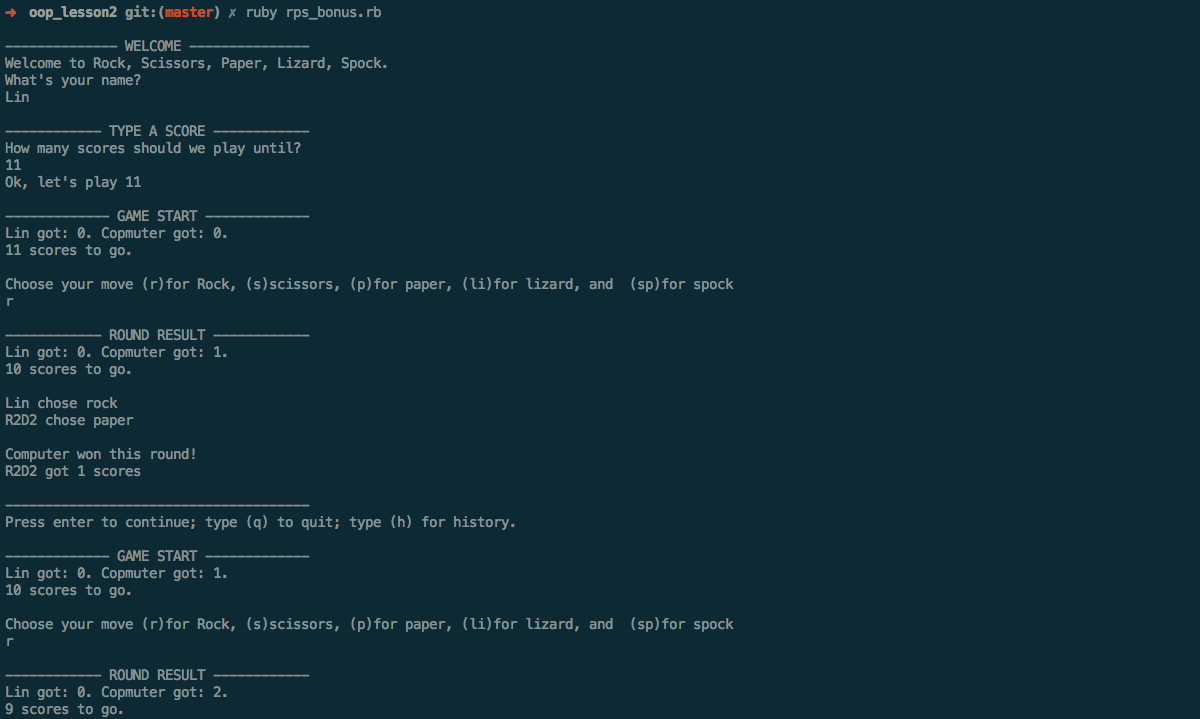 ➜  oop_lesson2 git:(master) ✗ ruby rps_bonus.rb
-------------- WELCOME ---------------
Welcome to Rock, Scissors, Paper, Lizard, Spock.
What's your name?
Lin
------------ TYPE A SCORE ------------
How many scores should we play until?
11
Ok, let's play 11
------------- GAME START -------------
Lin got: 0. Copmuter got: 0.
11 scores to go.
Choose your move (r)for Rock, (s)scissors, (p)for paper, (li)for lizard, and  (sp)for spock
r
------------ ROUND RESULT ------------
Lin got: 0. Copmuter got: 1.
10 scores to go.
Lin chose rock
R2D2 chose paper
Computer won this round!
R2D2 got 1 scores
--------------------------------------
Press enter to continue; type (q) to quit; type (h) for history.
------------- GAME START -------------
Lin got: 0. Copmuter got: 1.
10 scores to go.
Choose your move (r)for Rock, (s)scissors, (p)for paper, (li)for lizard, and  (sp)for spock
r
------------ ROUND RESULT ------------
Lin got: 0. Copmuter got: 2.
9 scores to go.